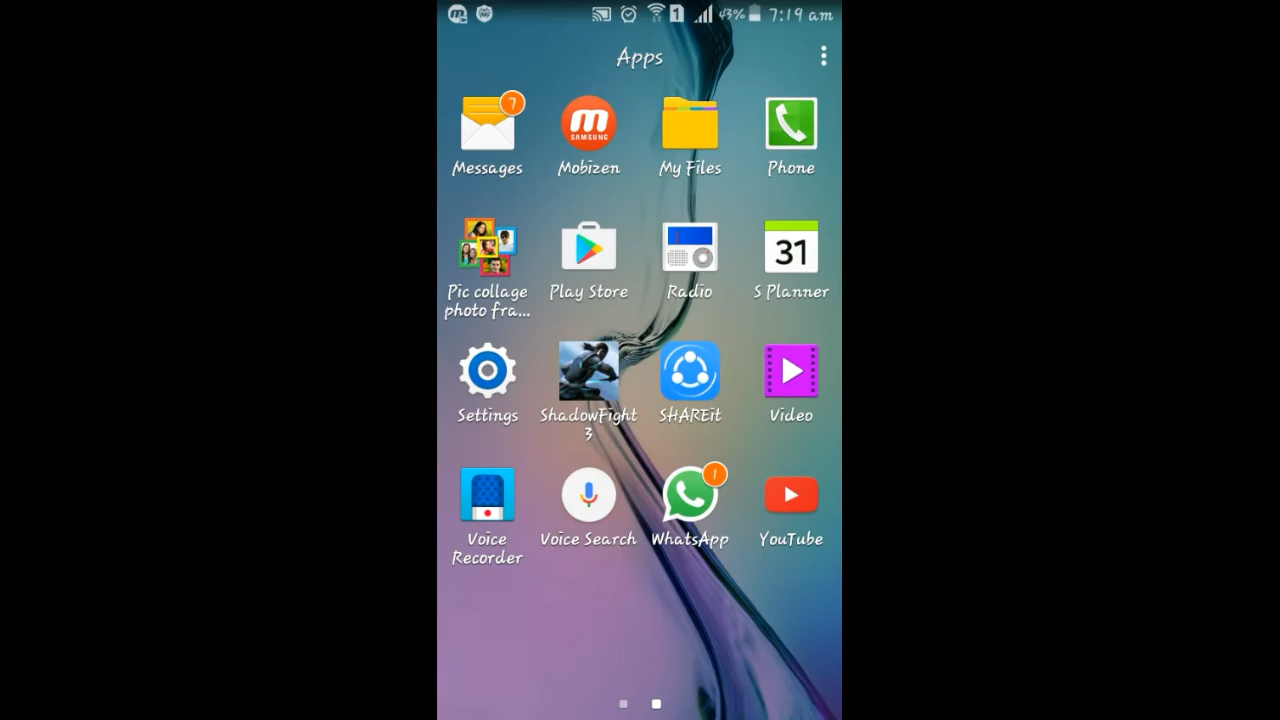 1 43% 7:19 am
Apps
7
m
SAMSUNG
Messages Mobizen My Files Phone
31
Pic collage photo fra... Play Store Radio S Planner
Settings ShadowFight 3 SHAREit Video
1
Voice Recorder Voice Search WhatsApp YouTube